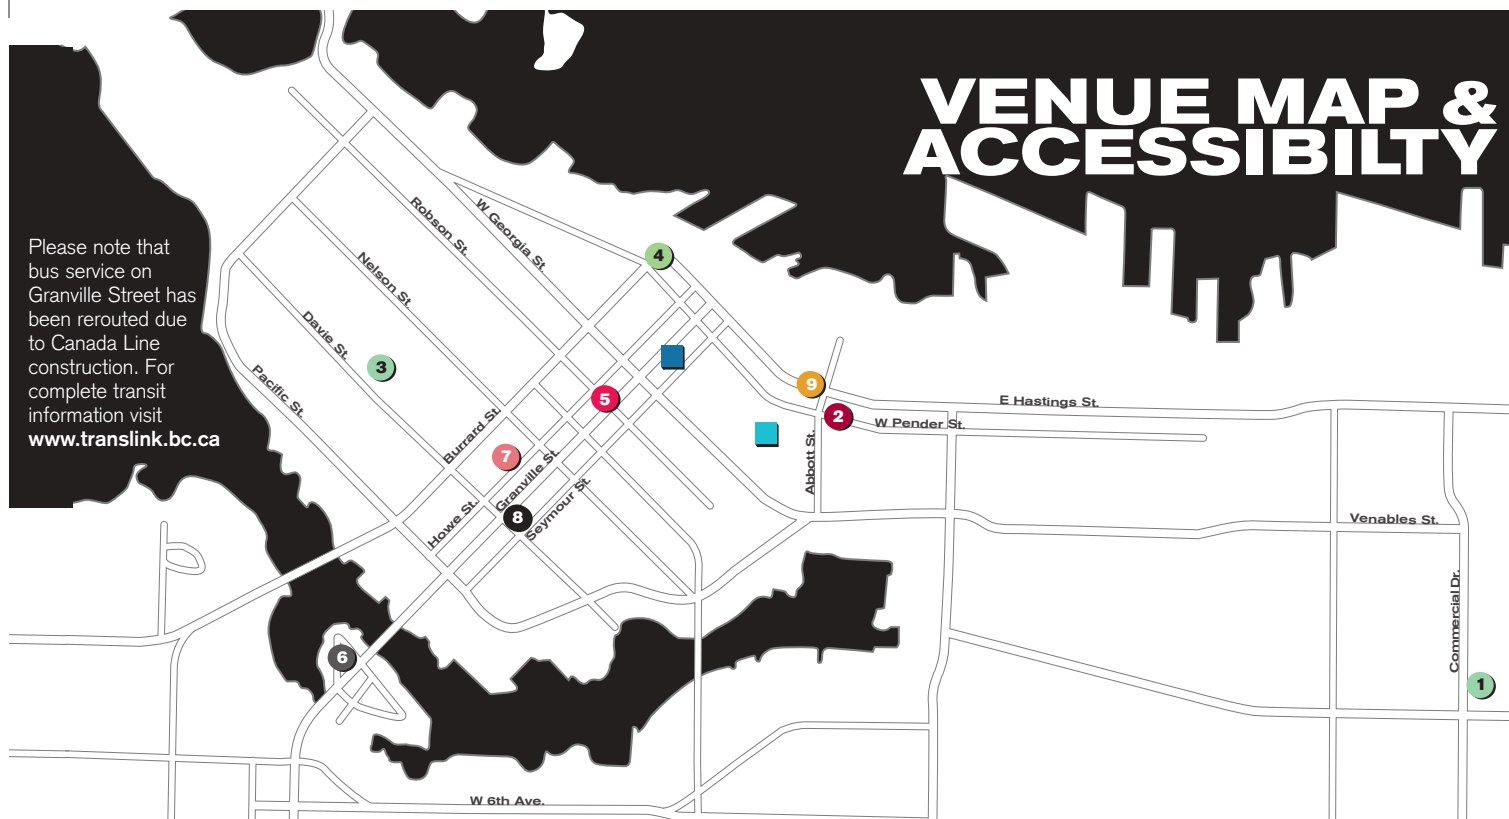 VENUE MAP &
ACCESSIBILTY
Please note that
bus service on
Granville Street has
been rerouted due
to Canada Line
construction. For
complete transit
information visit
www.translink.bc.ca
W Georgia St.
Robson St.
Nelson St.
Davie St.
Pacific St.
Burrard St.
Howe St.
Granville St.
Seymour St.
Abbott St.
E Hastings St.
W Pender St.
Venables St.
Commercial Dr.
W 6th Ave.
4
3
5
9
2
7
8
6
1